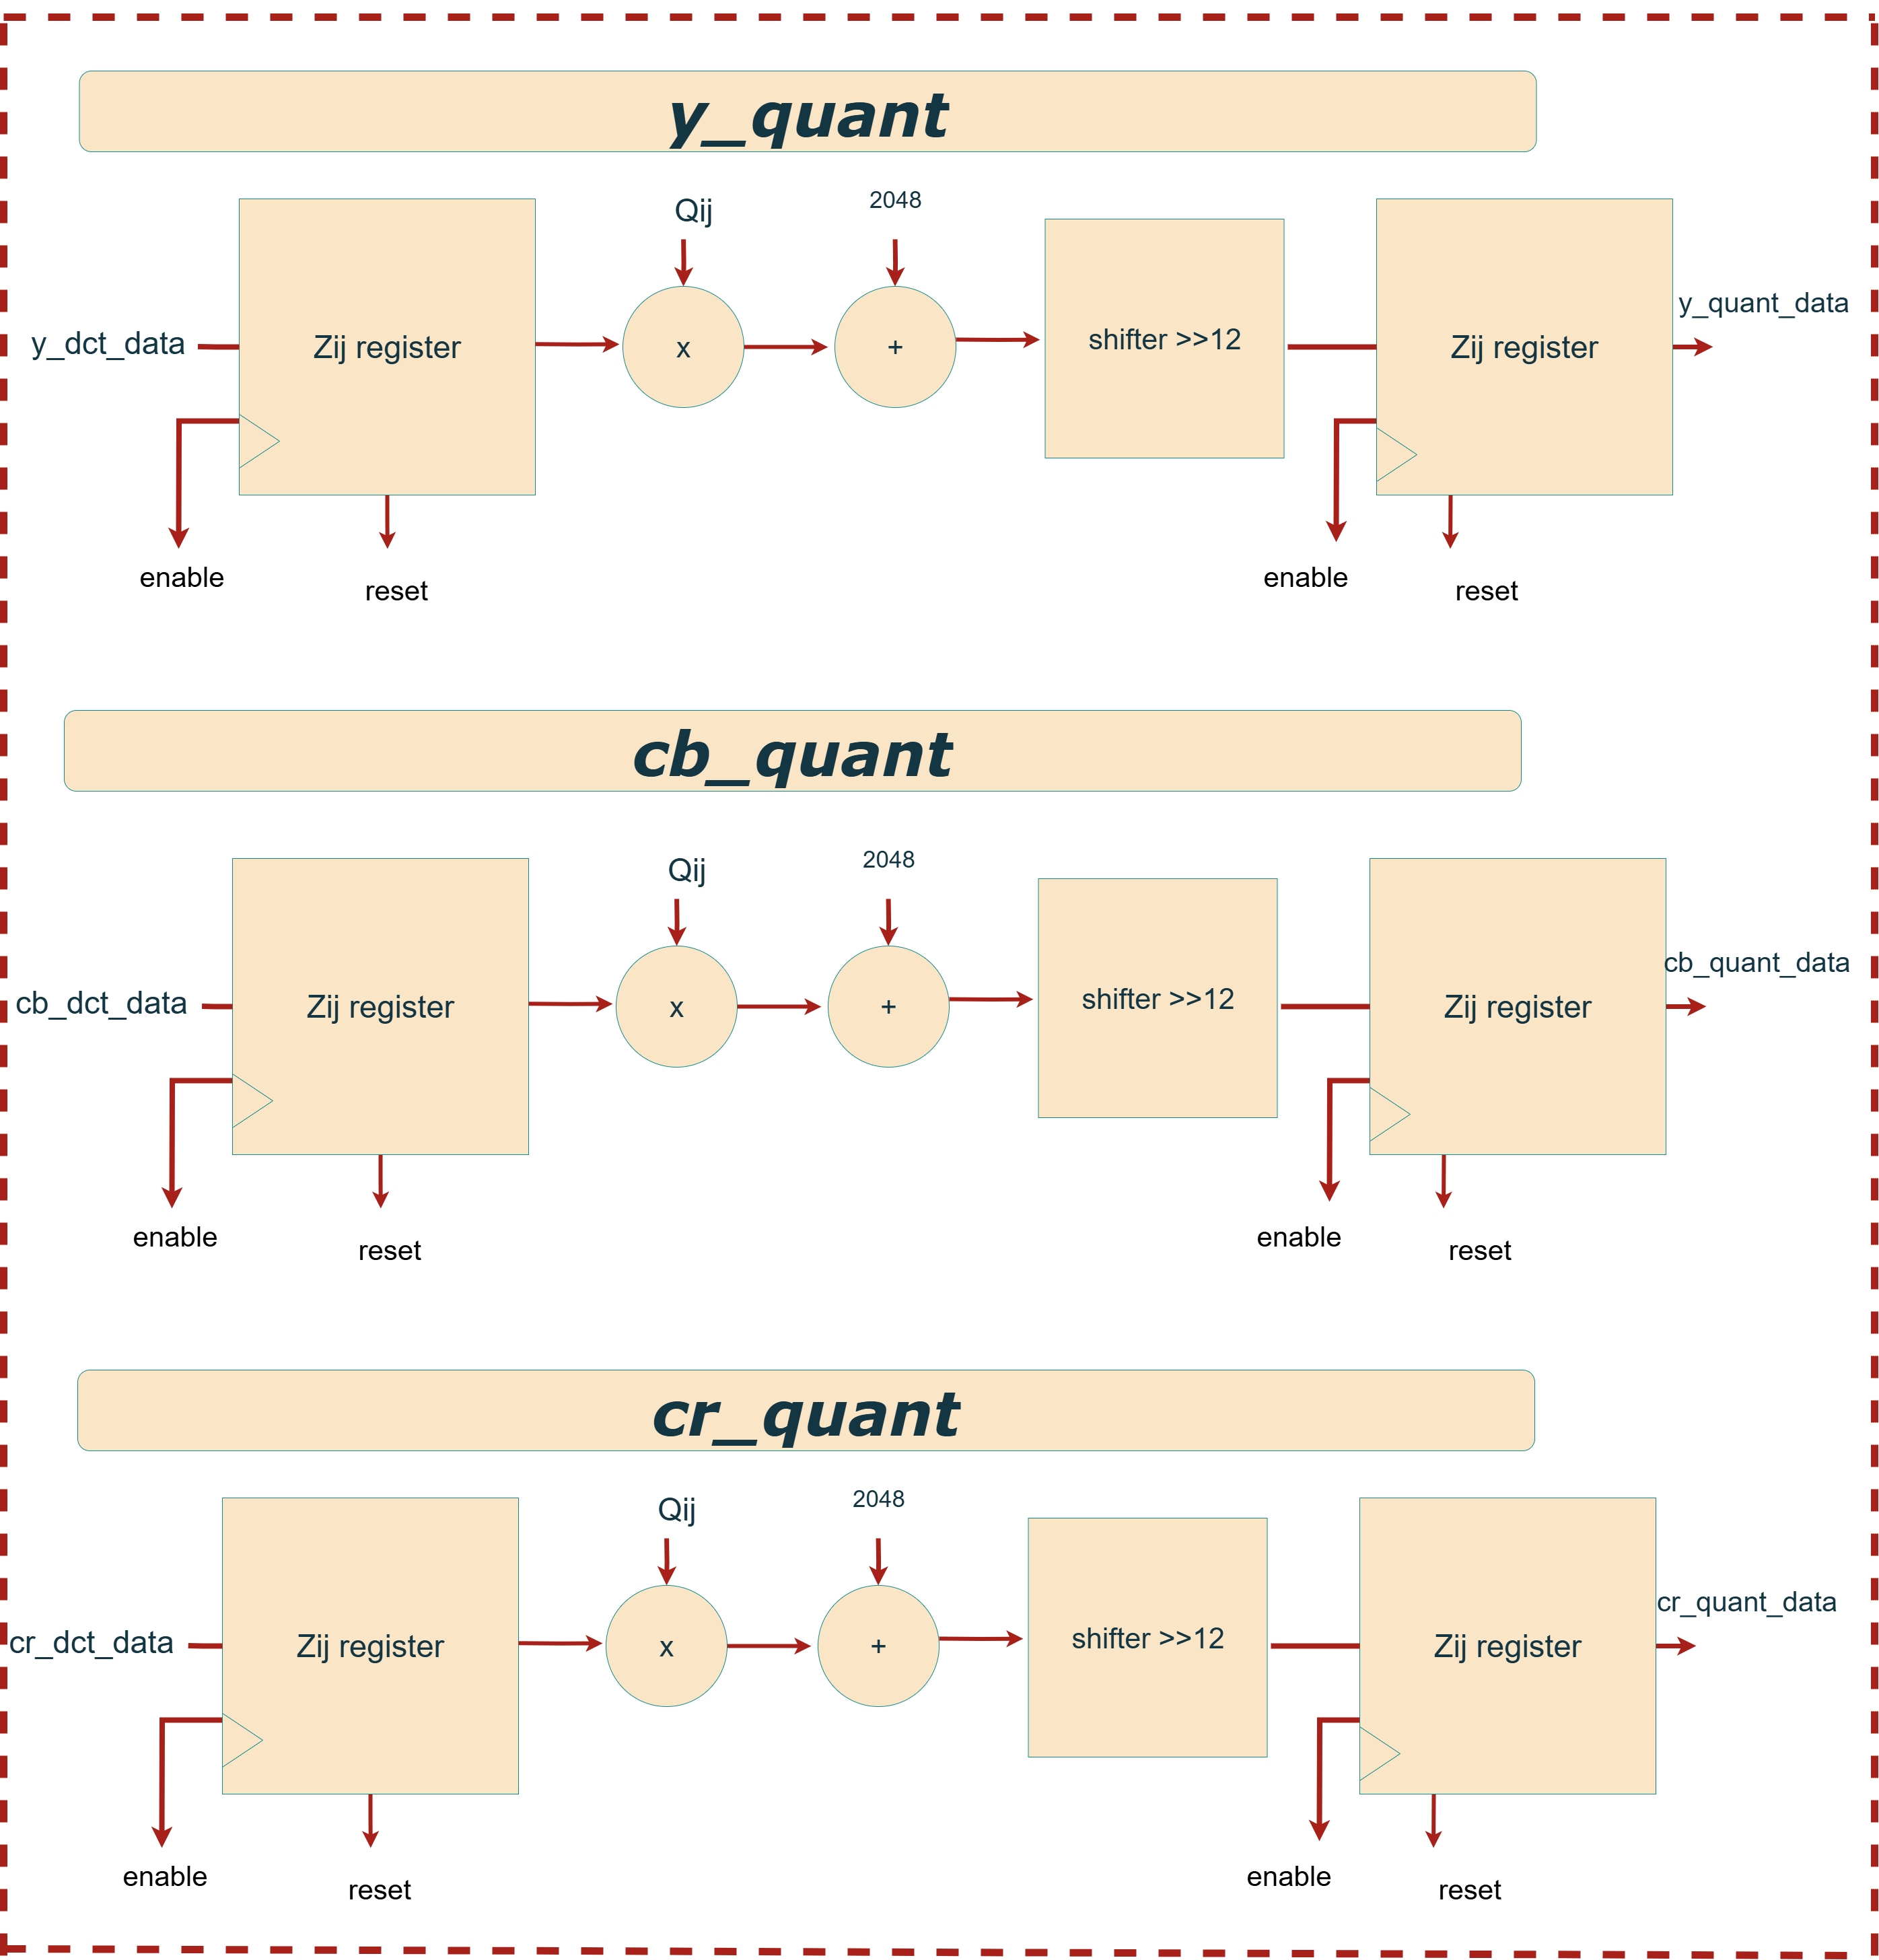 y_quant
Qij
2048
y_dct_data
Zij register
x
+
shifter >>12
Zij register
y_quant_data
enable
reset
enable
reset
cb_quant
Qij
2048
cb_dct_data
Zij register
x
+
shifter >>12
Zij register
cb_quant_data
enable
reset
enable
reset
cr_quant
Qij
2048
cr_dct_data
Zij register
x
+
shifter >>12
Zij register
cr_quant_data
enable
reset
enable
reset